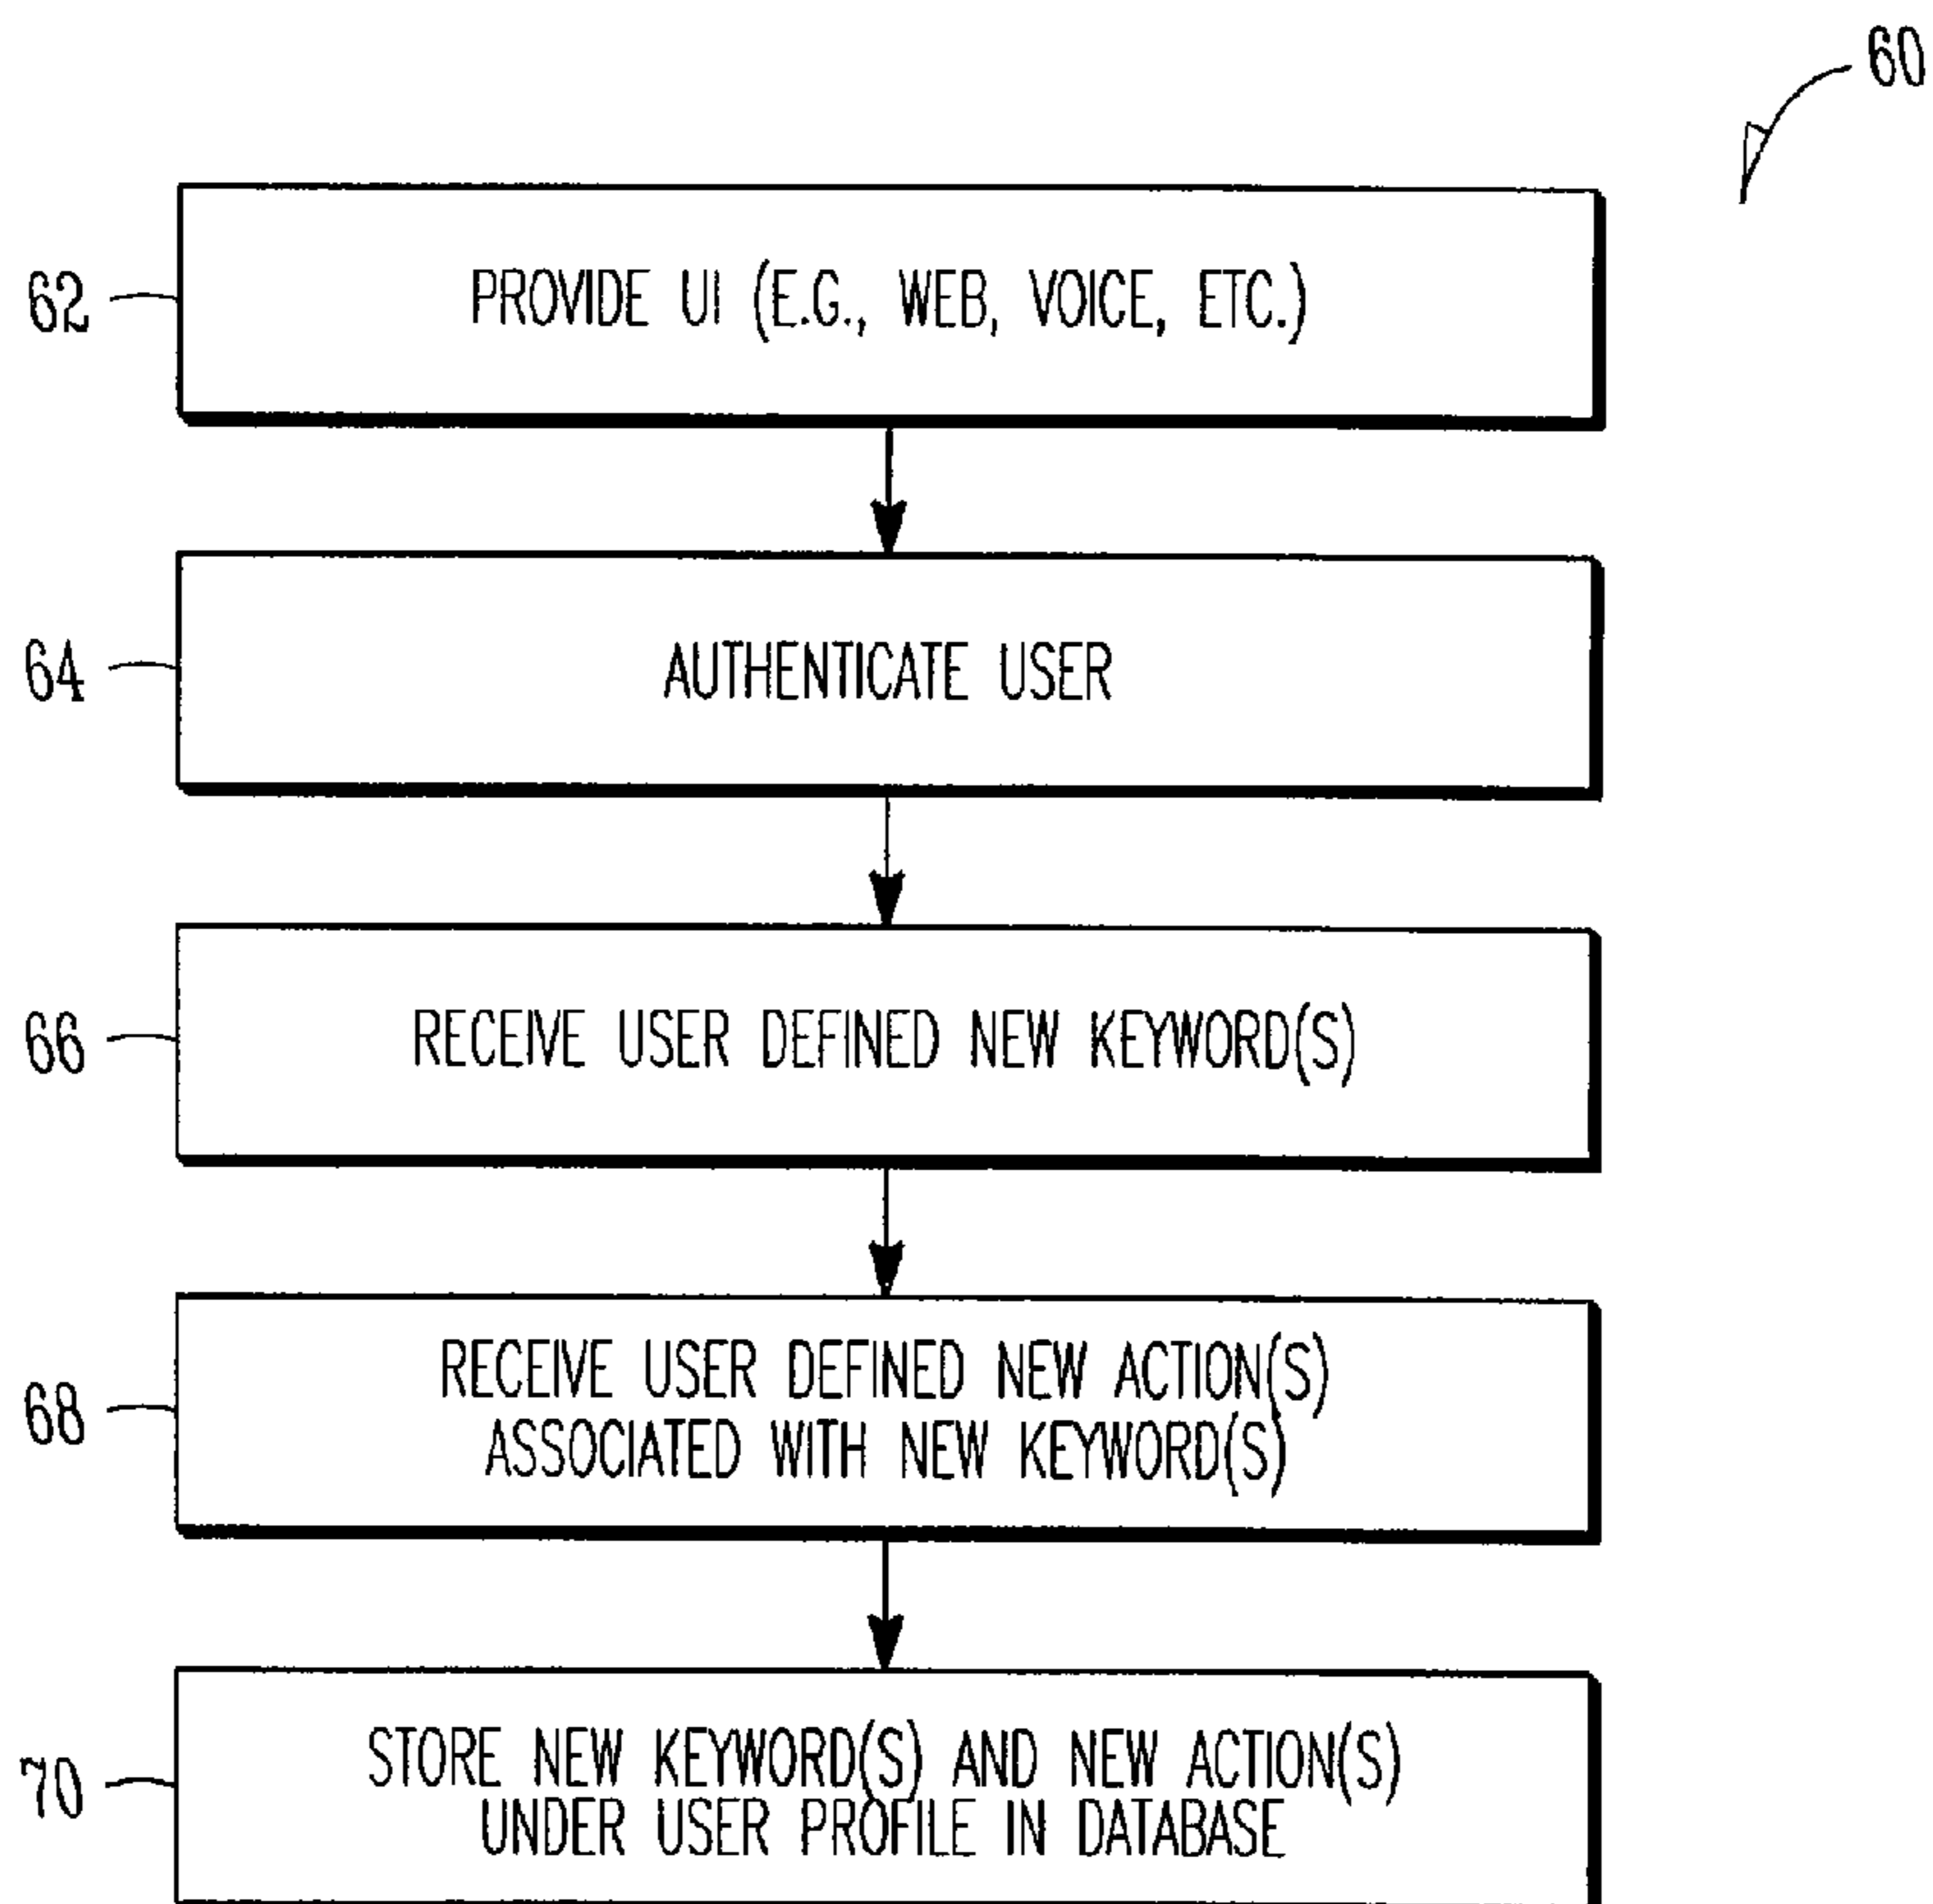 60
62
PROVIDE UI (E.G., WEB, VOICE, ETC.)
64
AUTHENTICATE USER
66
RECEIVE USER DEFINED NEW KEYWORD(S)
68
RECEIVE USER DEFINED NEW ACTION(S)
ASSOCIATED WITH NEW KEYWORD(S)
70
STORE NEW KEYWORD(S) AND NEW ACTION(S)
UNDER USER PROFILE IN DATABASE